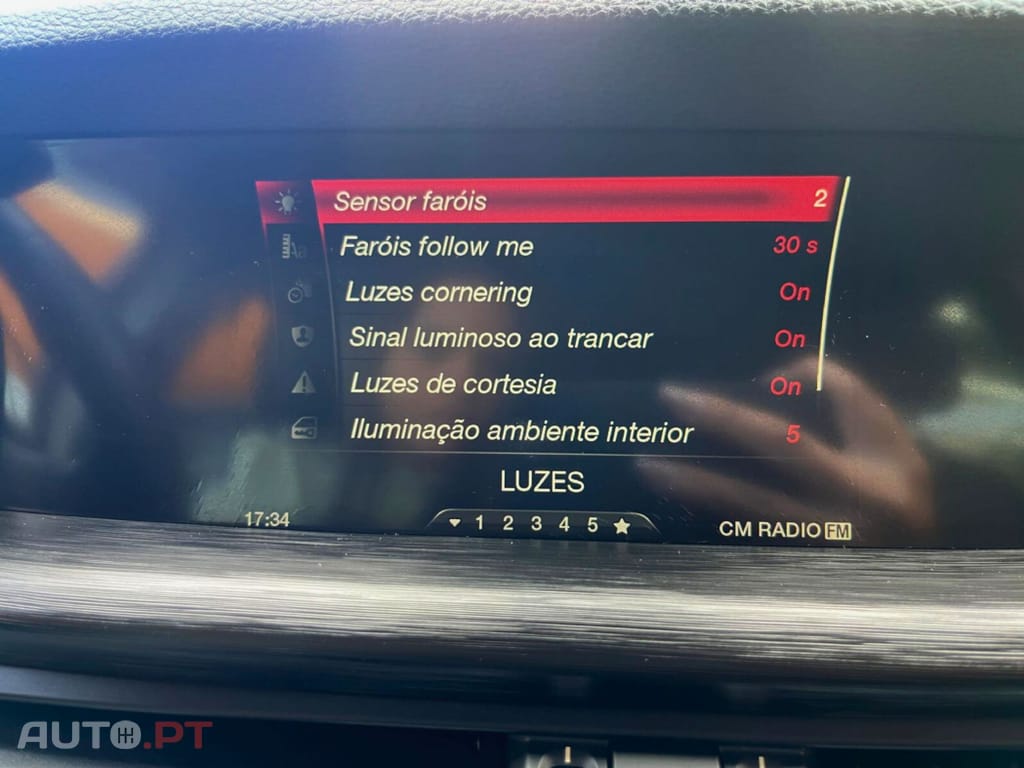 Sensor faróis 2
Faróis follow me 30 s
Luzes cornering On
Sinal luminoso ao trancar On
Luzes de cortesia On
Iluminação ambiente interior 5
LUZES
17:34 1 2 3 4 5 CM RADIO FM
AUTO.PT